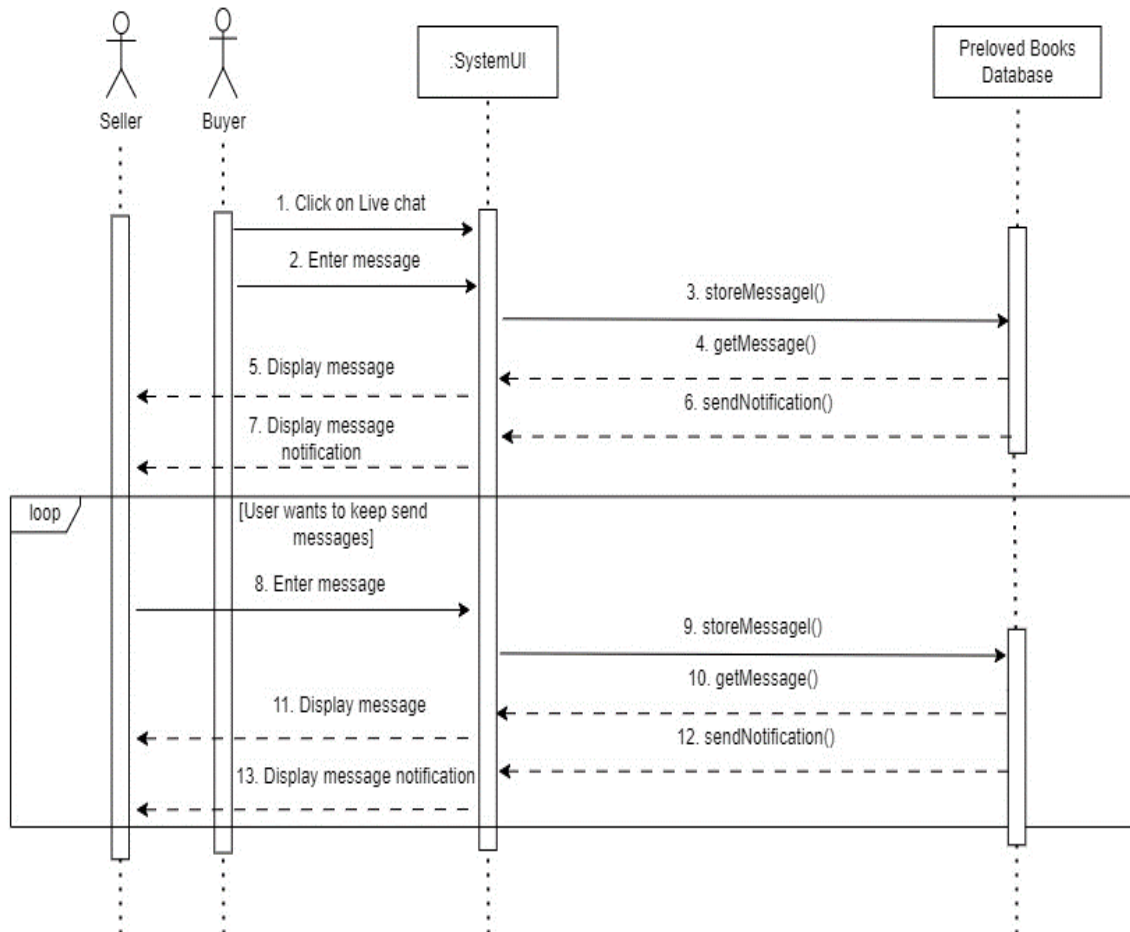 Seller
Buyer
:SystemUI
Preloved Books
Database
1. Click on Live chat
2. Enter message
3. storeMessagel()
4. getMessage()
5. Display message
6. sendNotification()
7. Display message
notification
loop
[User wants to keep send
messages]
8. Enter message
9. storeMessagel()
10. getMessage()
11. Display message
12. sendNotification()
13. Display message notification